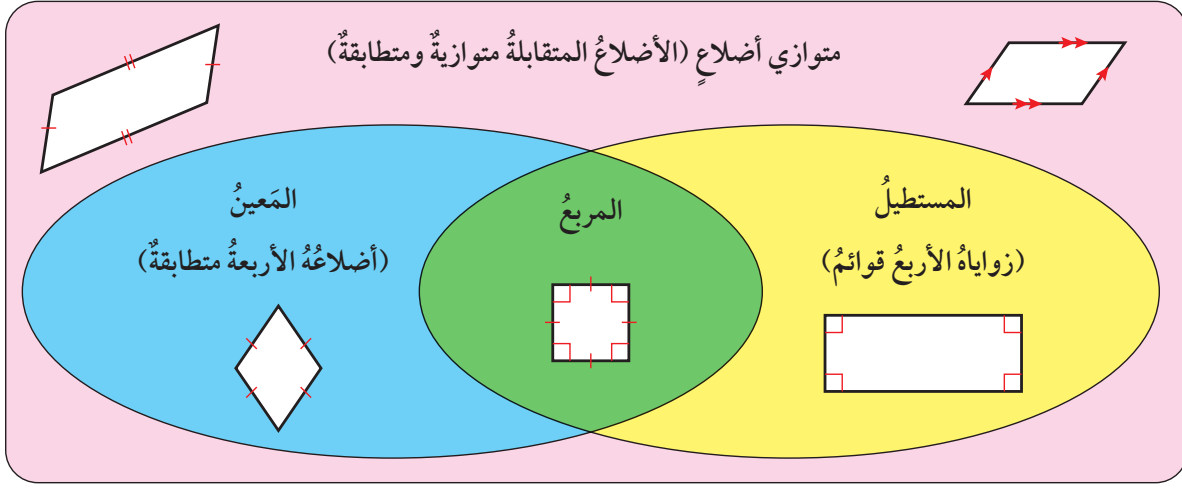 متوازي أضلاعٍ (الأضلاعُ المتقابلةُ متوازيةٌ ومتطابقةٌ)
المستطيلُ
(زواياهُ الأربعُ قوائمُ)
المربعُ
المَعينُ
(أضلاعُهُ الأربعةُ متطابقةٌ)